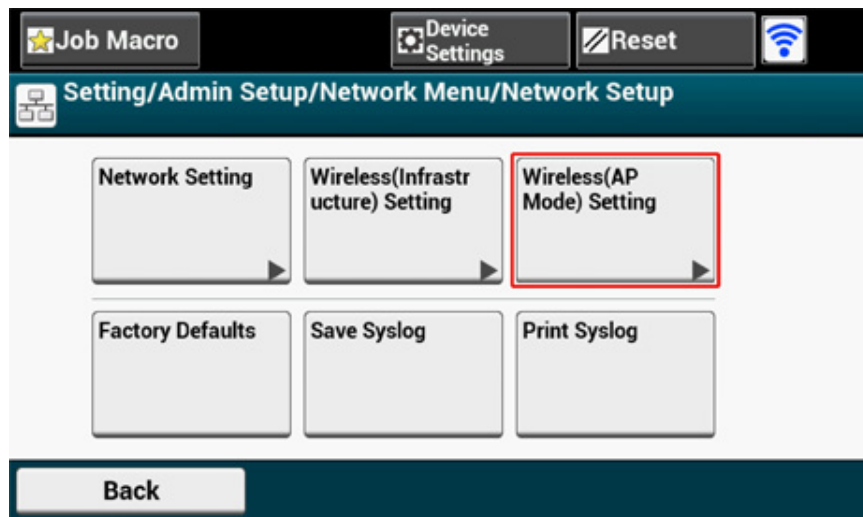 Job Macro
Device
Settings
Reset
Setting/Admin Setup/Network Menu/Network Setup
Network Setting
Wireless(Infrastr
ucture) Setting
Wireless(AP
Mode) Setting
Factory Defaults
Save Syslog
Print Syslog
Back